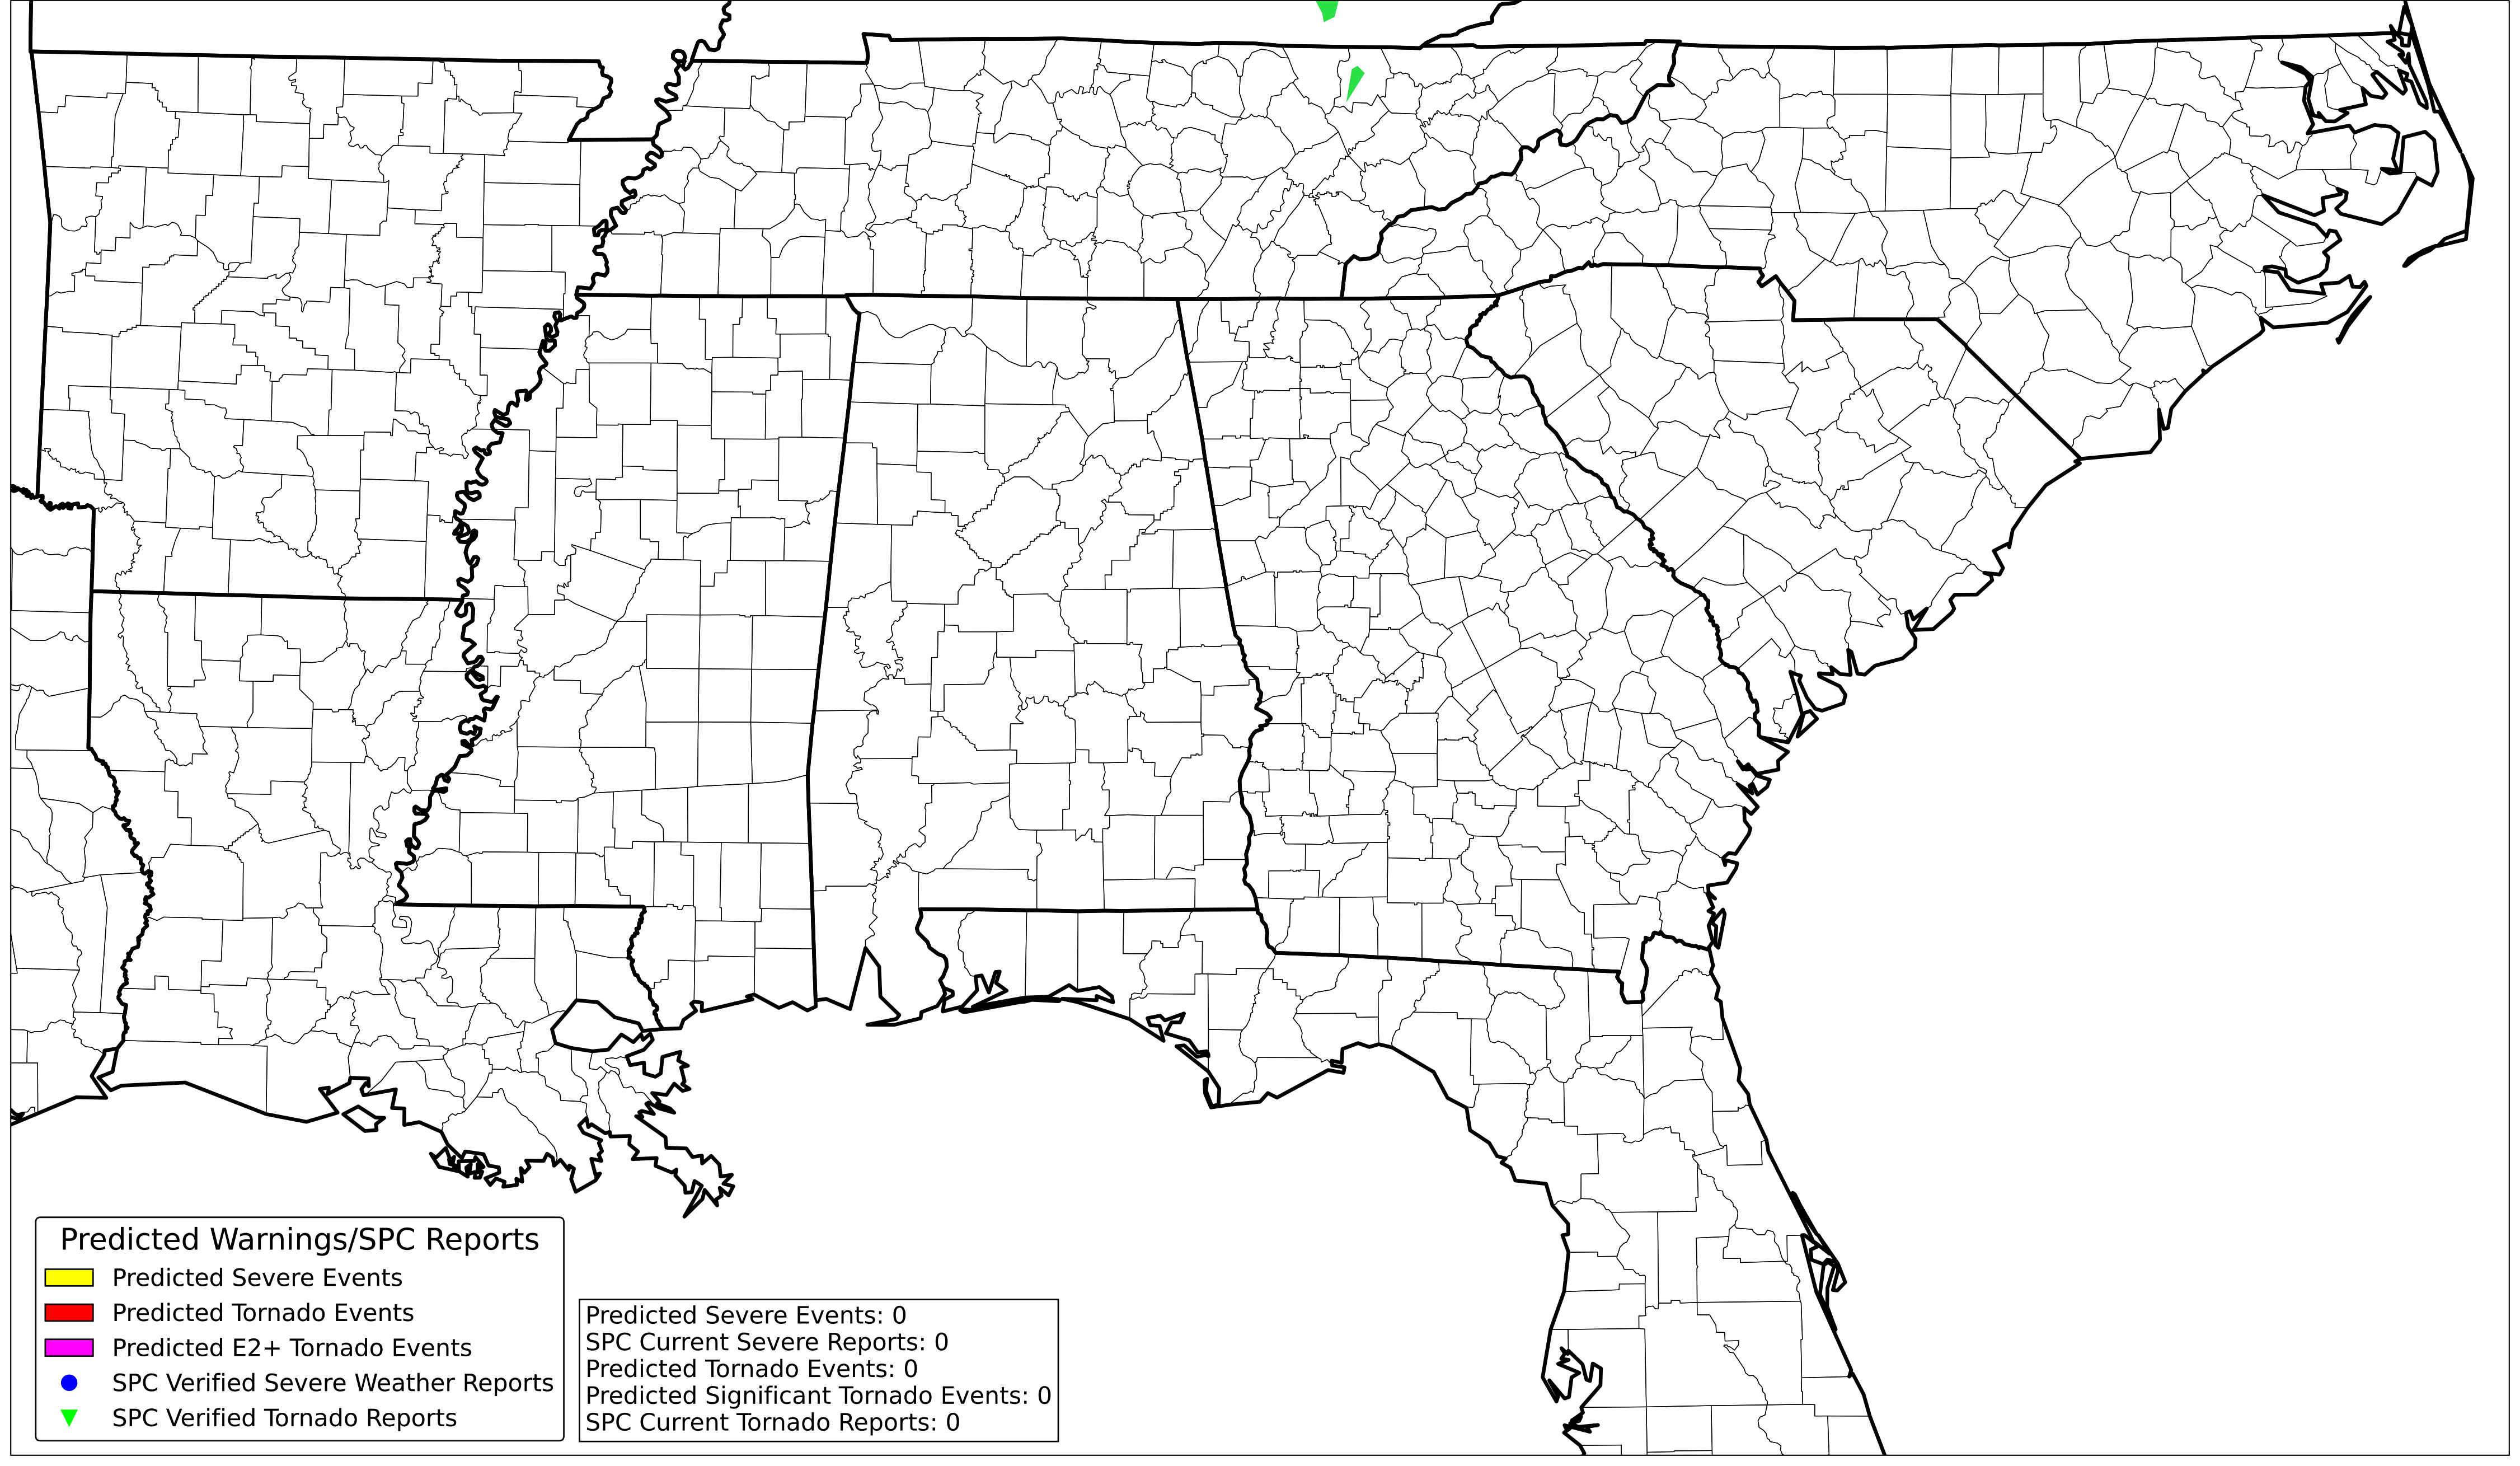 Predicted Warnings/SPC Reports
Predicted Severe Events
Predicted Tornado Events
Predicted E2+ Tornado Events
SPC Verified Severe Weather Reports
SPC Verified Tornado Reports
Predicted Severe Events: 0
SPC Current Severe Reports: 0
Predicted Tornado Events: 0
Predicted Significant Tornado Events: 0
SPC Current Tornado Reports: 0